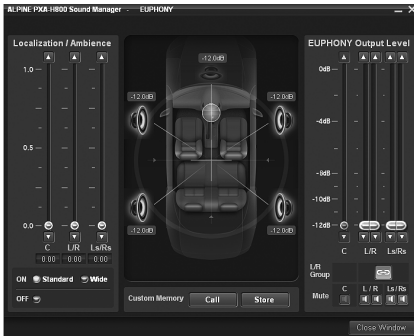 ALPINE PXA-H800 Sound Manager - EUPHONY
Localization / Ambience
1.0
0.5
0.0
C L/R Ls/Rs
0.00 0.00 0.00
ON Standard Wide
OFF
-12.0dB
-12.0dB -12.0dB
-12.0dB -12.0dB
Custom Memory Call Store
EUPHONY Output Level
0dB
-4dB
-8dB
-10dB
-12dB
C L/R Ls/Rs
L/R
Group
C L / R Ls / Rs
Mute
Close Window